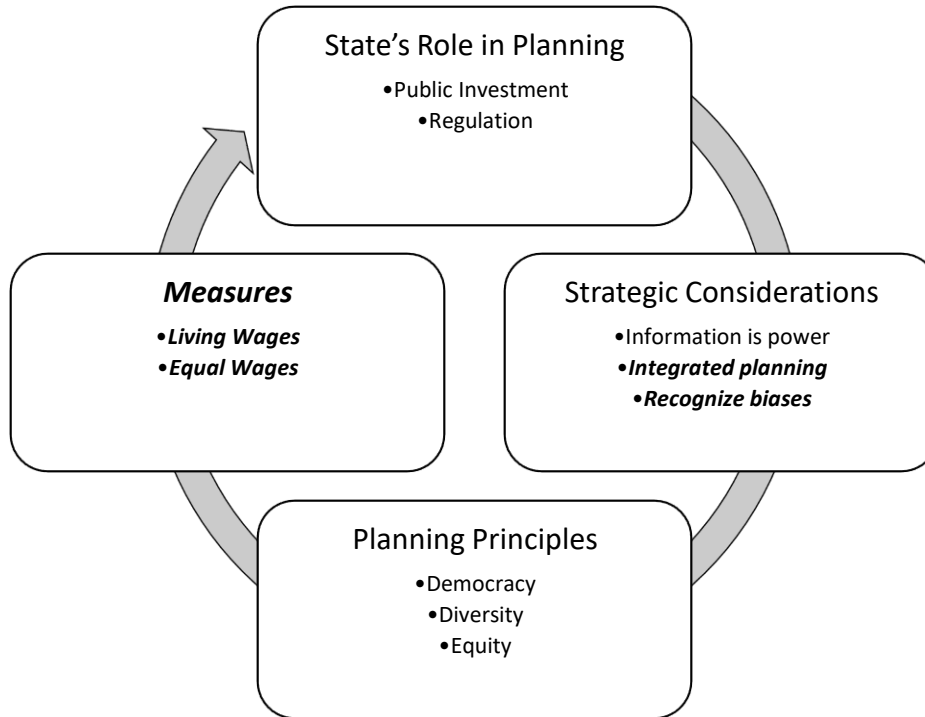 State’s Role in Planning
•Public Investment
•Regulation
Strategic Considerations
•Information is power
•Integrated planning
•Recognize biases
Planning Principles
•Democracy
•Diversity
•Equity
Measures
•Living Wages
•Equal Wages